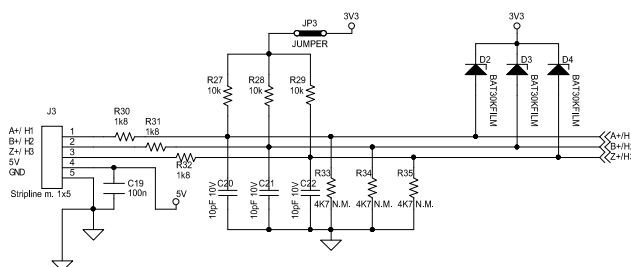 JP3
3V3
JUMPER
3V3
R27
10k
R28
10k
R29
10k
D2
BAT30KFILM
D3
BAT30KFILM
D4
BAT30KFILM
J3
A+/ H1
B+/ H2
Z+/ H3
5V
GND
1
2
3
4
5
Stripline m. 1x5
R30
1k8
R31
1k8
R32
1k8
A+/H
B+/H
Z+/H
C19
100n
5V
C20
10pF 10V
C21
10pF 10V
C22
10pF 10V
R33
4K7 N.M.
R34
4K7 N.M.
R35
4K7 N.M.